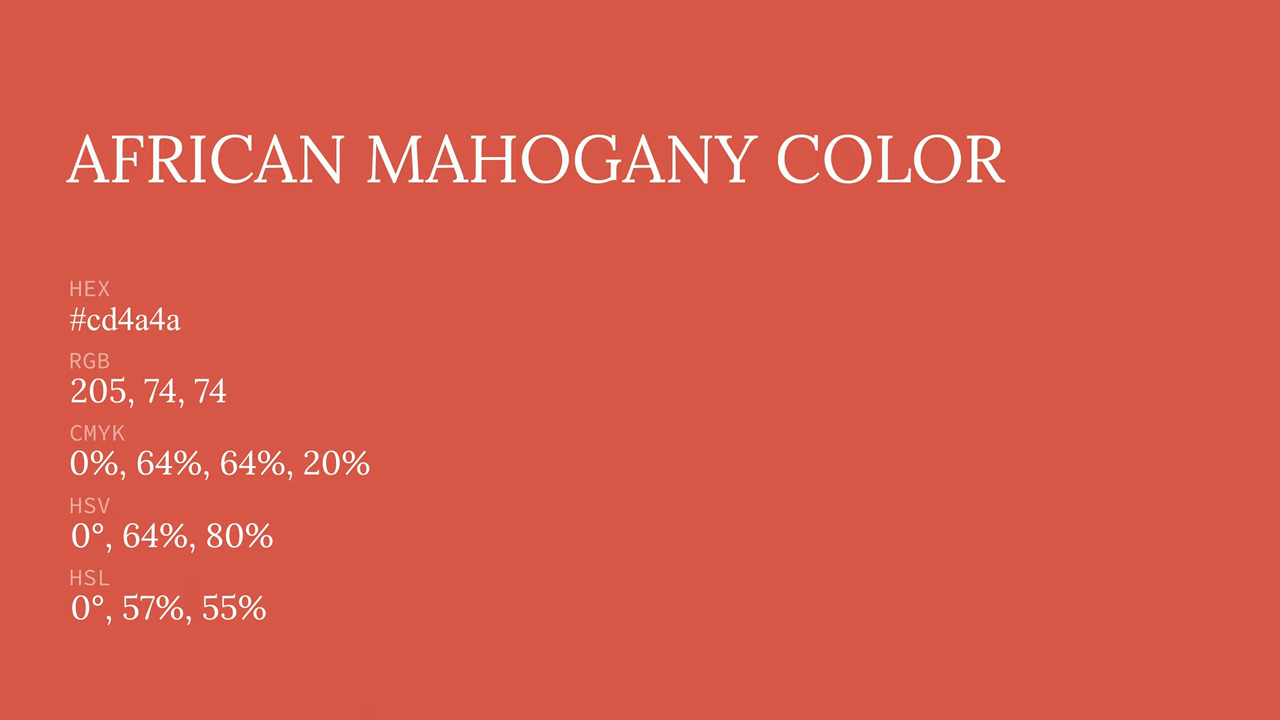 AFRICAN MAHOGANY COLOR
HEX
#cd4a4a
RGB
205, 74, 74
CMYK
0%, 64%, 64%, 20%
HSV
0°, 64%, 80%
HSL
0°, 57%, 55%